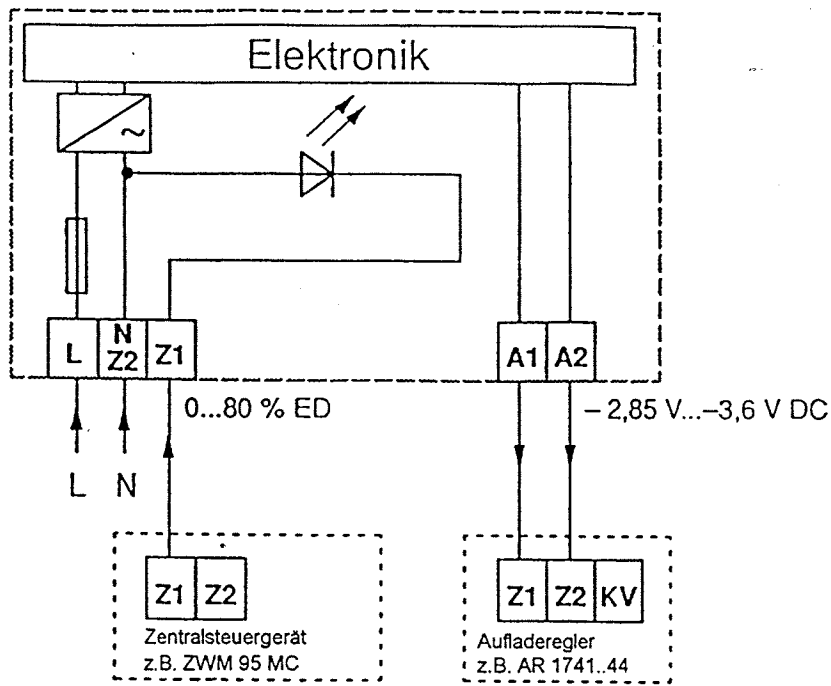 Elektronik
~
L
N
Z2
Z1
A1
A2
0...80 % ED
– 2,85 V...–3,6 V DC
L
N
Z1
Z2
Zentralsteuergerät
z.B. ZWM 95 MC
Z1
Z2
KV
Aufladeregler
z.B. AR 1741..44